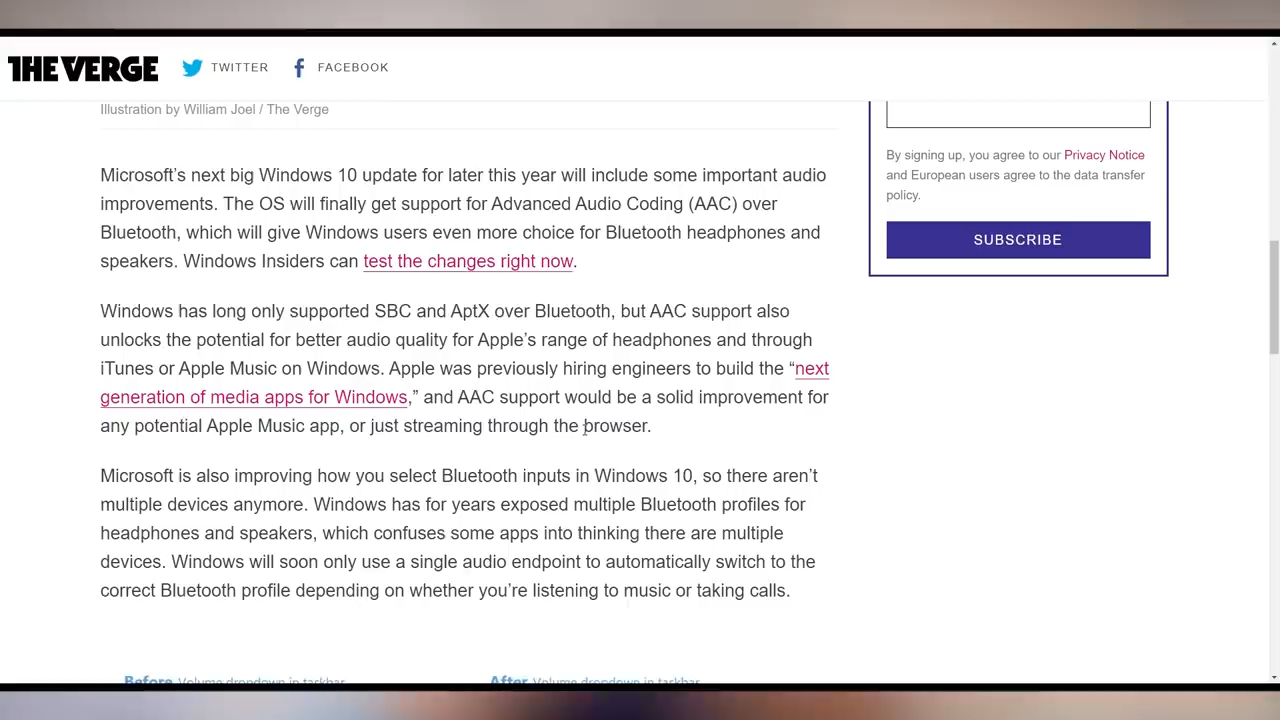 THE VERGE TWITTER FACEBOOK
Illustration by William Joel / The Verge
Microsoft’s next big Windows 10 update for later this year will include some important audio
improvements. The OS will finally get support for Advanced Audio Coding (AAC) over
Bluetooth, which will give Windows users even more choice for Bluetooth headphones and
speakers. Windows Insiders can test the changes right now.
Windows has long only supported SBC and AptX over Bluetooth, but AAC support also
unlocks the potential for better audio quality for Apple’s range of headphones and through
iTunes or Apple Music on Windows. Apple was previously hiring engineers to build the “next
generation of media apps for Windows,” and AAC support would be a solid improvement for
any potential Apple Music app, or just streaming through the browser.
Microsoft is also improving how you select Bluetooth inputs in Windows 10, so there aren’t
multiple devices anymore. Windows has for years exposed multiple Bluetooth profiles for
headphones and speakers, which confuses some apps into thinking there are multiple
devices. Windows will soon only use a single audio endpoint to automatically switch to the
correct Bluetooth profile depending on whether you’re listening to music or taking calls.
Before Volume dropdown in taskbar
After Volume dropdown in taskbar
By signing up, you agree to our Privacy Notice
and European users agree to the data transfer
policy.
SUBSCRIBE